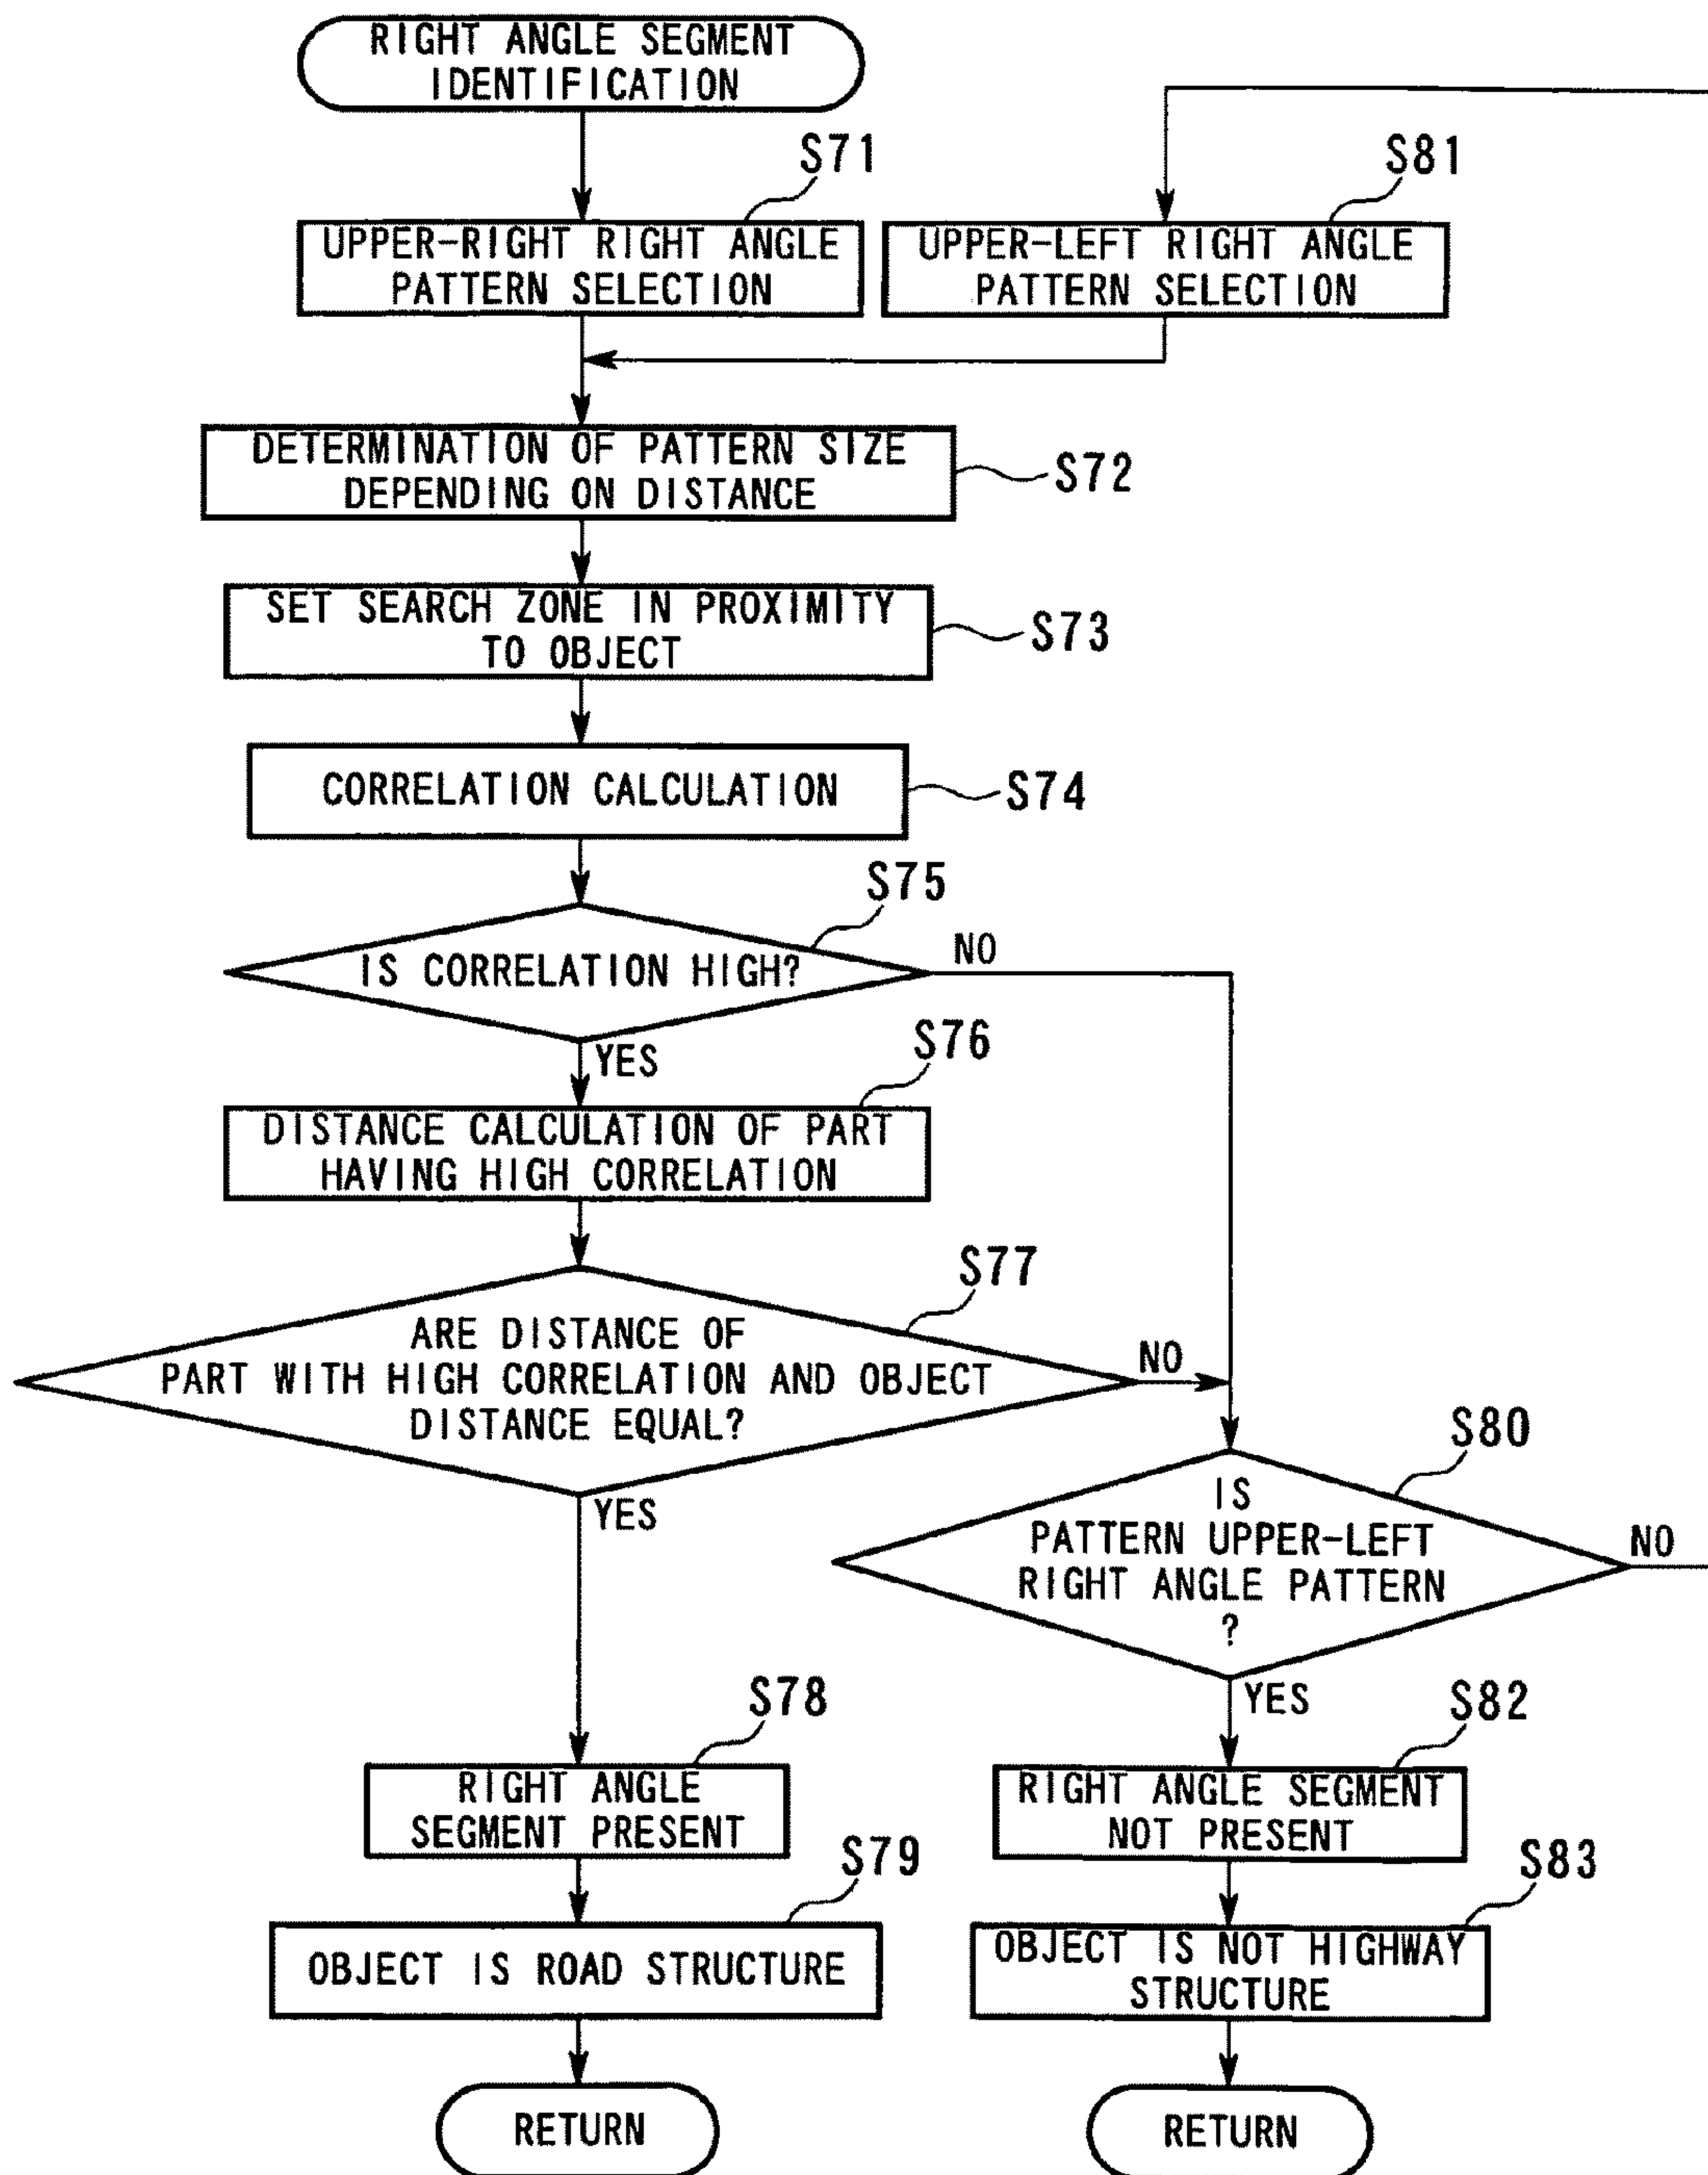 RIGHT ANGLE SEGMENT
IDENTIFICATION
S71
UPPER-RIGHT RIGHT ANGLE
PATTERN SELECTION
S81
UPPER-LEFT RIGHT ANGLE
PATTERN SELECTION
DETERMINATION OF PATTERN SIZE
DEPENDING ON DISTANCE
S72
SET SEARCH ZONE IN PROXIMITY
TO OBJECT
S73
CORRELATION CALCULATION
S74
S75
IS CORRELATION HIGH?
NO
YES
S76
DISTANCE CALCULATION OF PART
HAVING HIGH CORRELATION
S77
ARE DISTANCE OF
PART WITH HIGH CORRELATION AND OBJECT
DISTANCE EQUAL?
NO
YES
S80
IS
PATTERN UPPER-LEFT
RIGHT ANGLE PATTERN
?
NO
YES
S78
RIGHT ANGLE
SEGMENT PRESENT
S82
RIGHT ANGLE SEGMENT
NOT PRESENT
S79
OBJECT IS ROAD STRUCTURE
S83
OBJECT IS NOT HIGHWAY
STRUCTURE
RETURN
RETURN